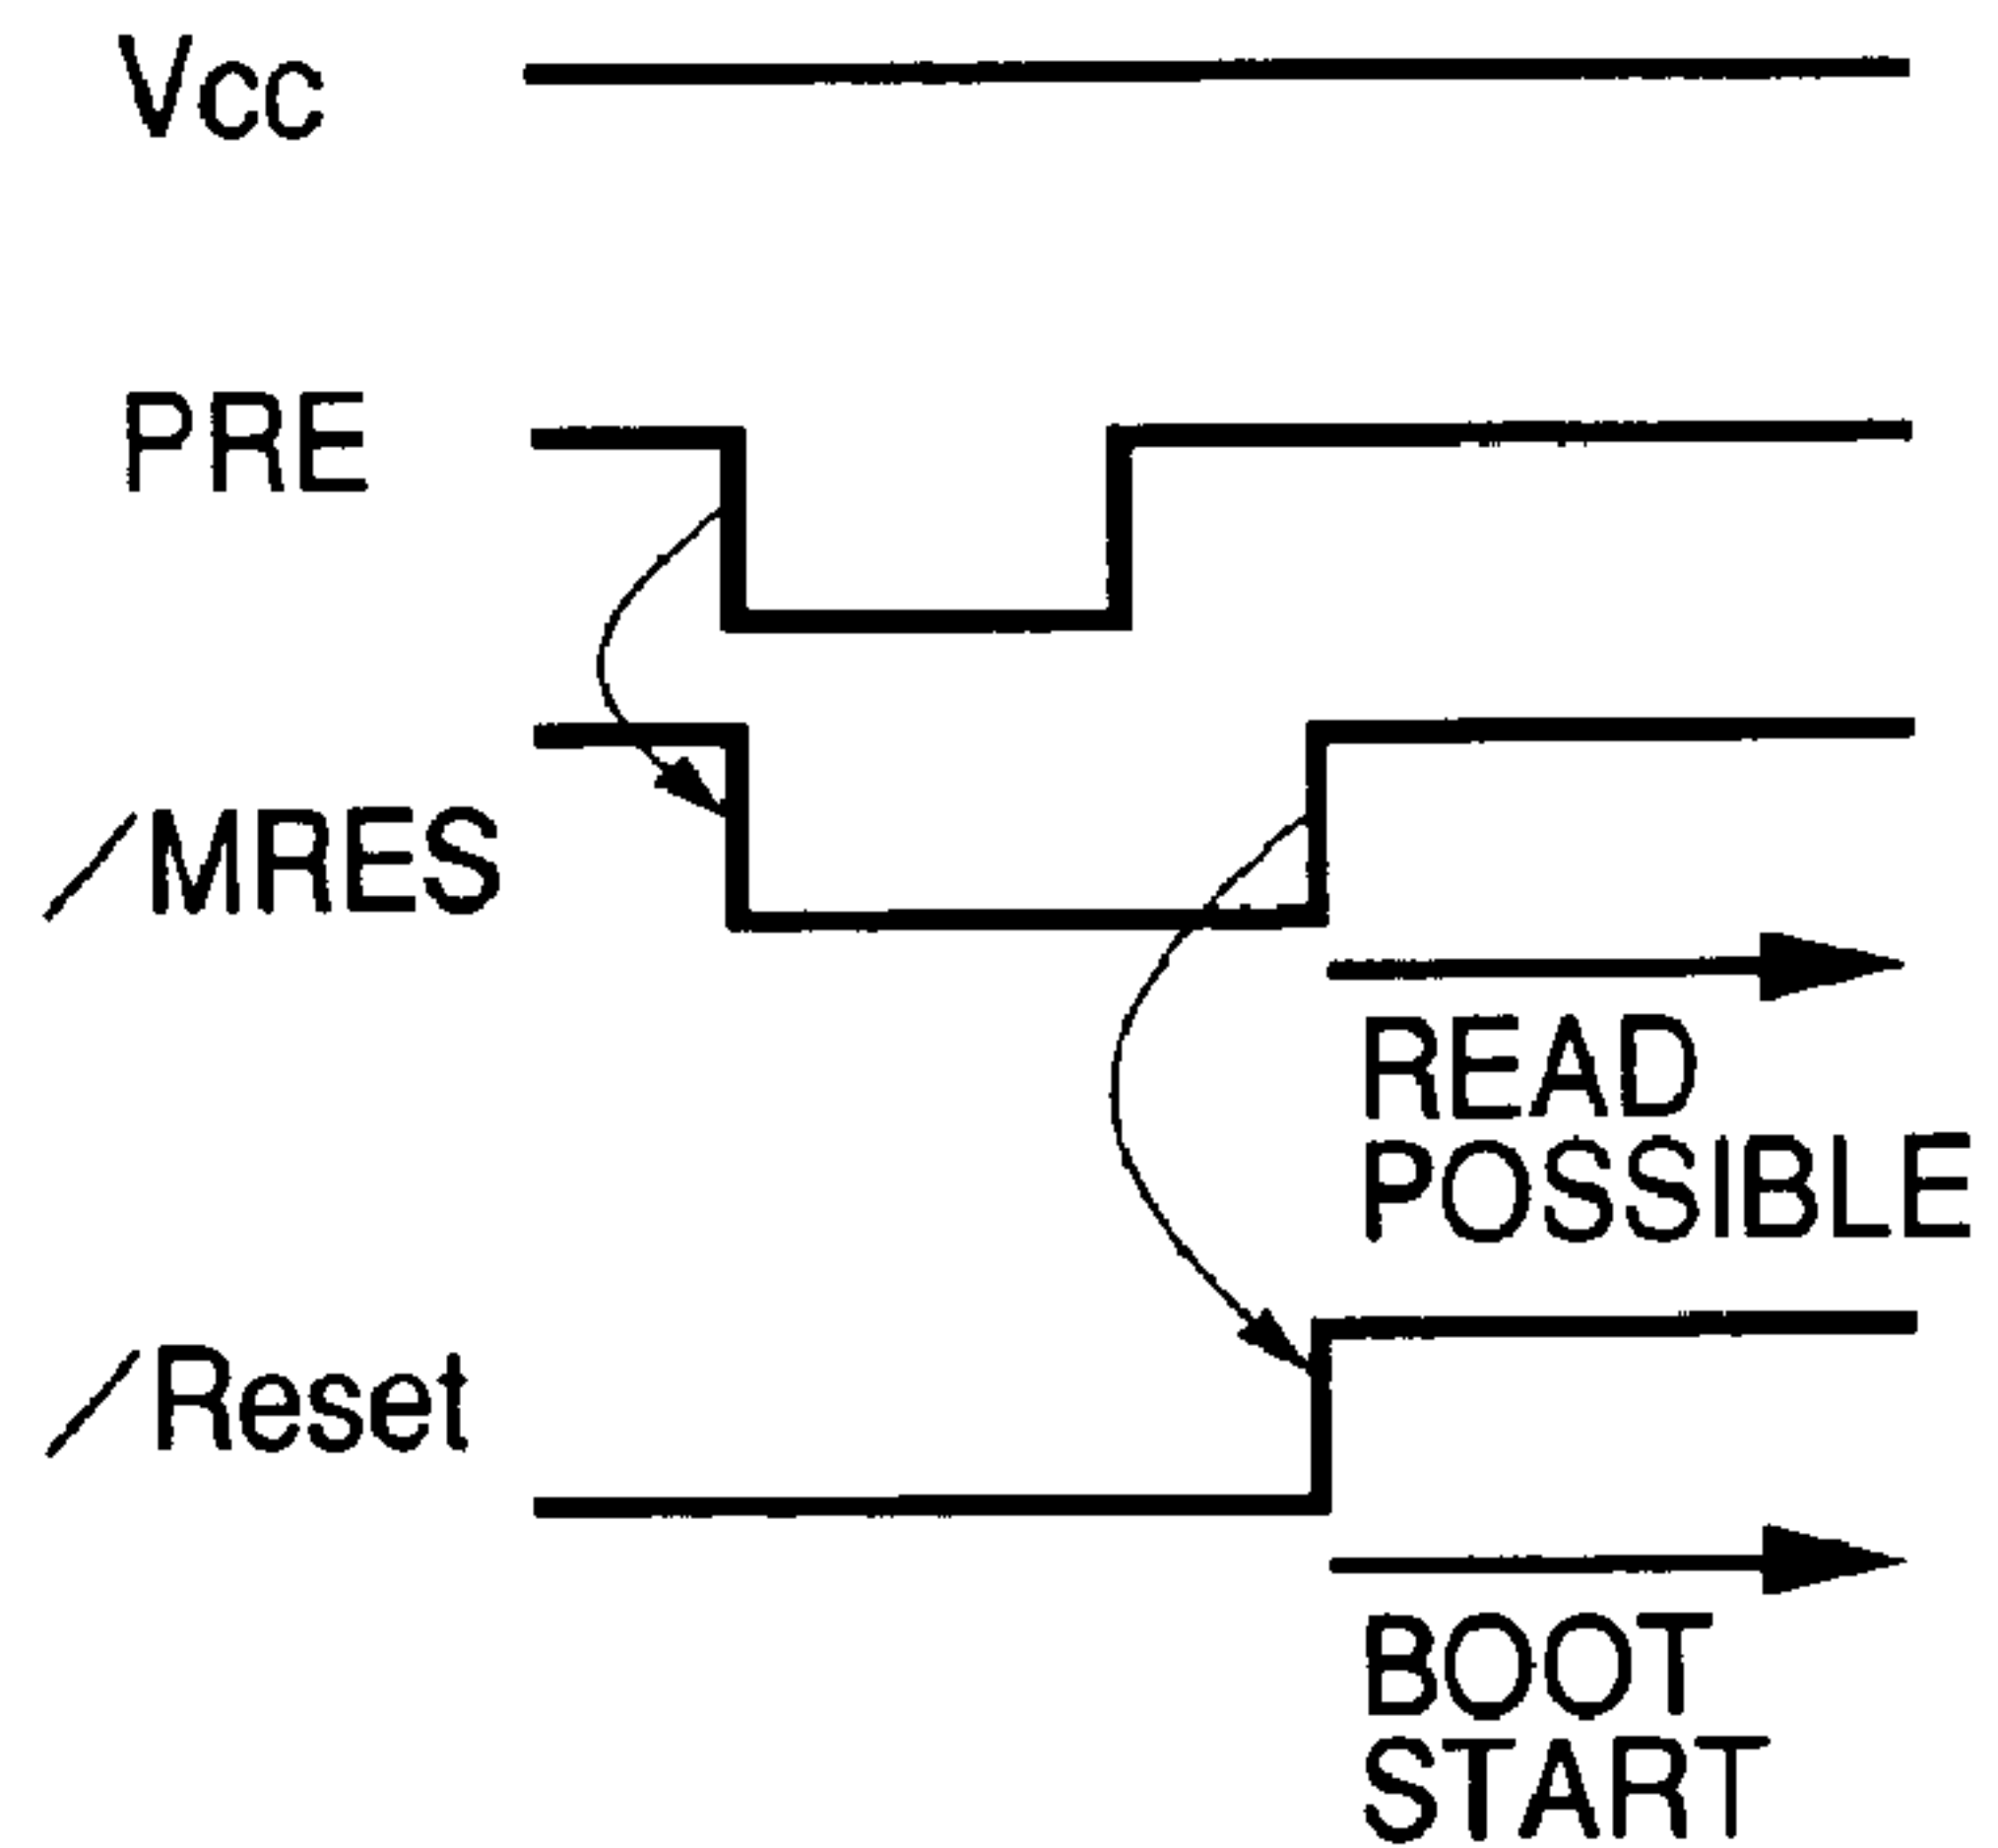 Vcc
PRE
/MRES
READ
POSSIBLE
/Reset
BOOT
START